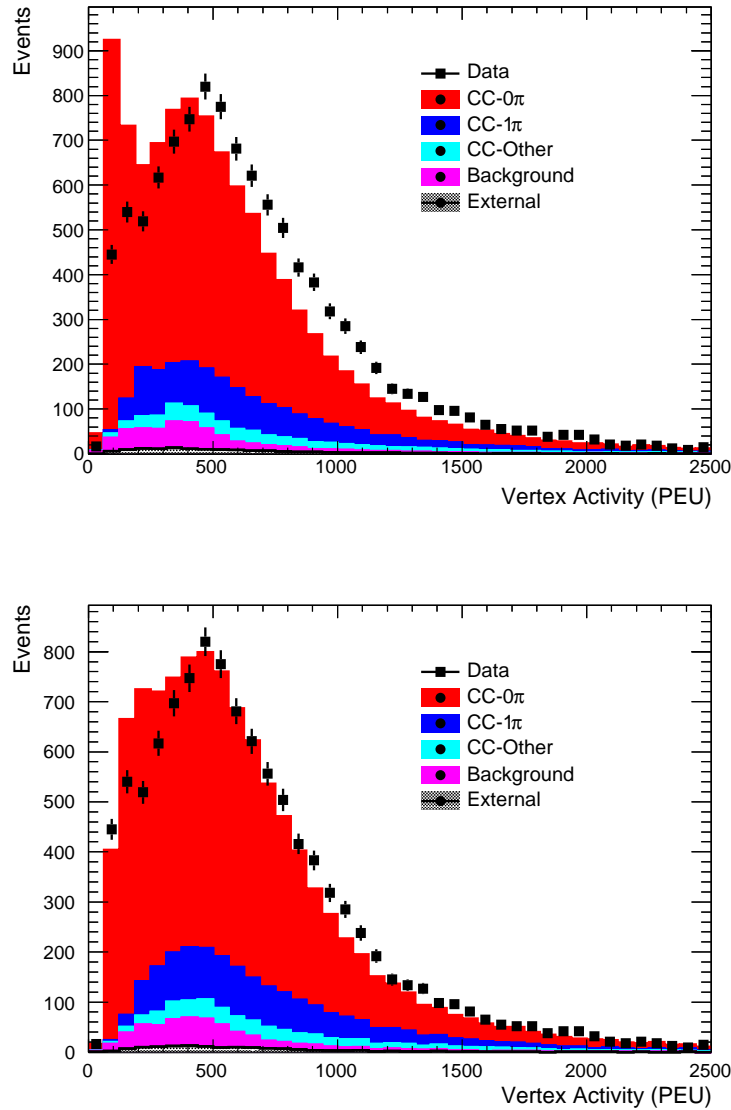 Events
900
800
700
600
500
400
300
200
100
0
Data
CC-0π
CC-1π
CC-Other
Background
External
0 500 1000 1500 2000 2500
Vertex Activity (PEU)
Events
800
700
600
500
400
300
200
100
0
Data
CC-0π
CC-1π
CC-Other
Background
External
0 500 1000 1500 2000 2500
Vertex Activity (PEU)